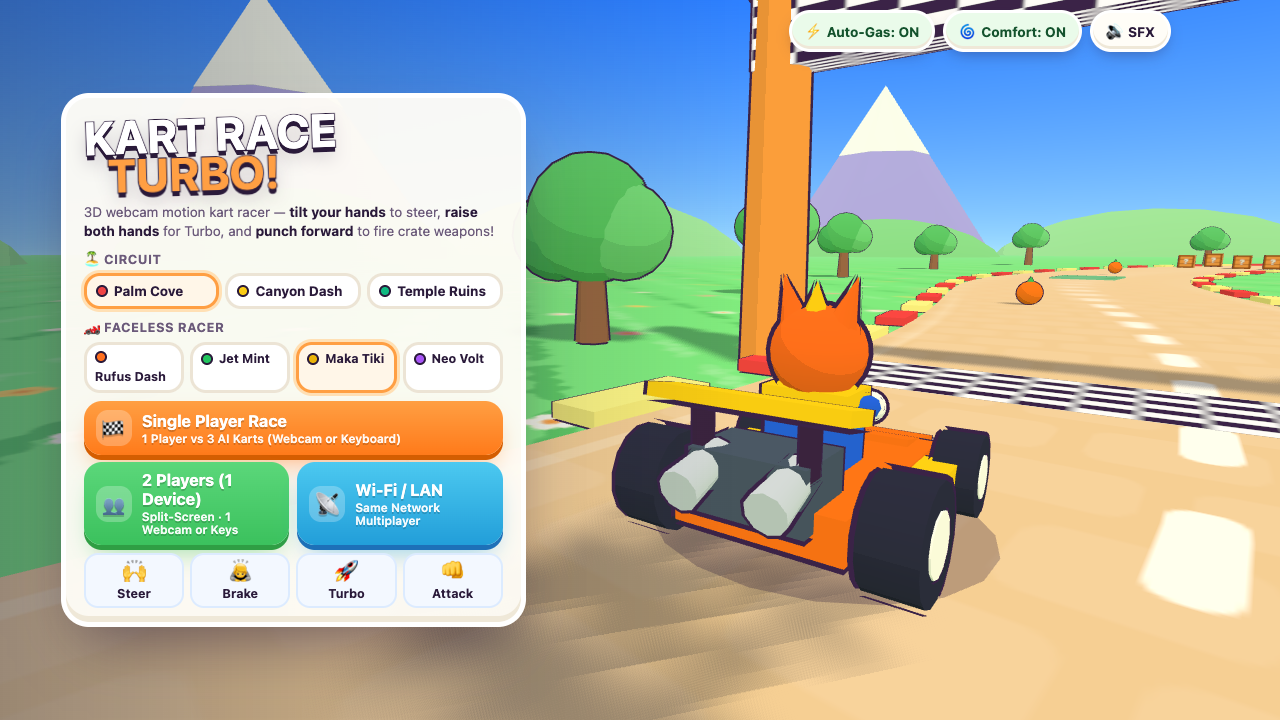 Auto-Gas: ON
Comfort: ON
SFX
KART RACE
TURBO!
3D webcam motion kart racer — tilt your hands to steer, raise
both hands for Turbo, and punch forward to fire crate weapons!
CIRCUIT
Palm Cove
Canyon Dash
Temple Ruins
FACELESS RACER
Rufus Dash
Jet Mint
Maka Tiki
Neo Volt
Single Player Race
1 Player vs 3 AI Karts (Webcam or Keyboard)
2 Players (1
Device)
Split-Screen · 1
Webcam or Keys
Wi-Fi / LAN
Same Network
Multiplayer
Steer
Brake
Turbo
Attack